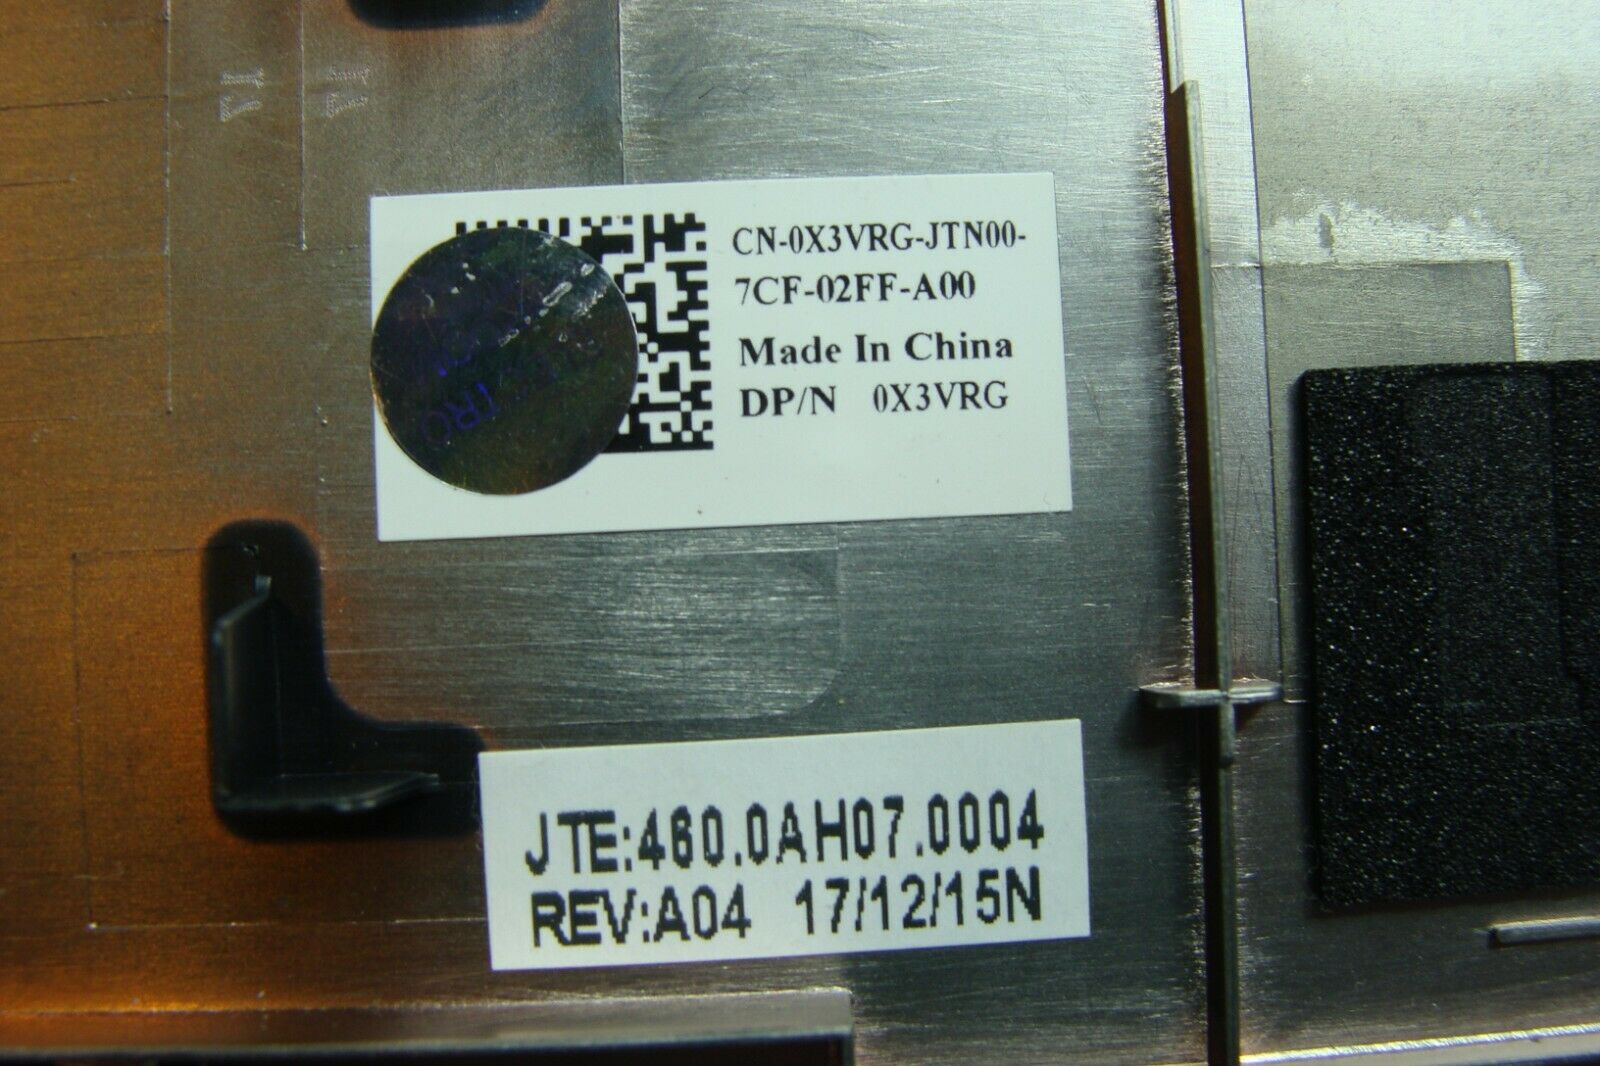 CN-0X3VRG-JTN00-
7CF-02FF-A00
Made In China
DP/N 0X3VRG
JTE:460.0AH07.0004
REV:A04 17/12/15N